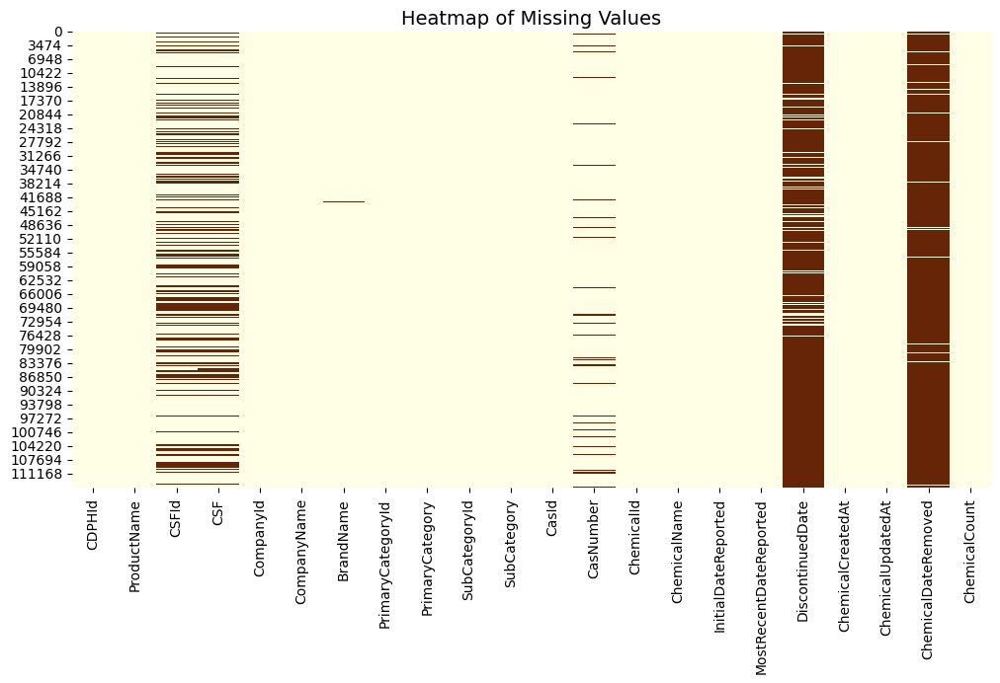 Heatmap of Missing Values
0
3474
6948
10422
13896
17370
20844
24318
27792
31266
34740
38214
41688
45162
48636
52110
55584
59058
62532
66006
69480
72954
76428
79902
83376
86850
90324
93798
97272
100746
104220
107694
111168
CDPHId
ProductName
CSFId
CSF
CompanyId
CompanyName
BrandName
PrimaryCategoryId
PrimaryCategory
SubCategoryId
SubCategory
CasId
CasNumber
ChemicalId
ChemicalName
InitialDateReported
MostRecentDateReported
DiscontinuedDate
ChemicalCreatedAt
ChemicalUpdatedAt
ChemicalDateRemoved
ChemicalCount